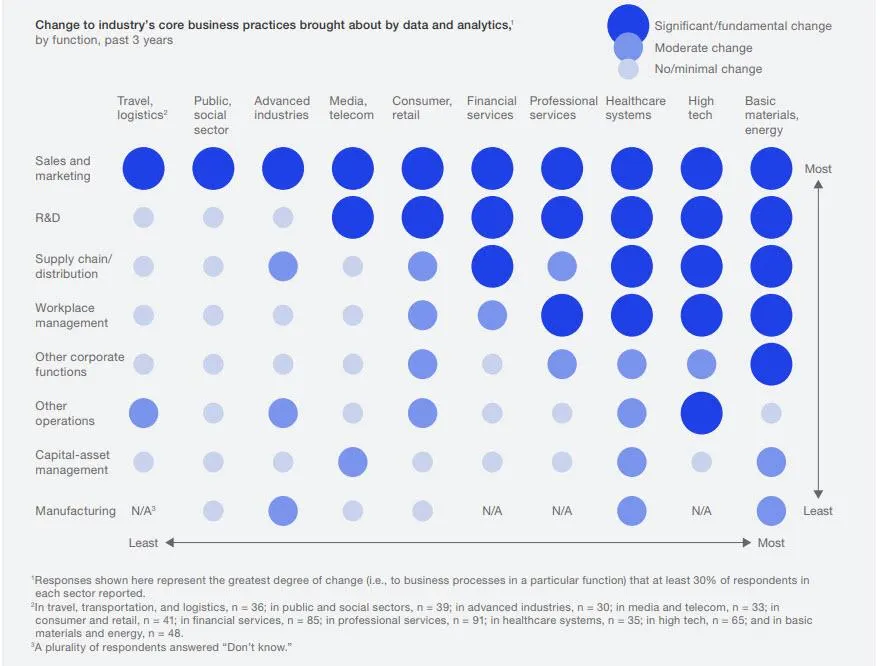 Change to industry's core business practices brought about by data and analytics,¹
by function, past 3 years
Significant/fundamental change
Moderate change
No/minimal change
Travel, logistics²
Public, social sector
Advanced industries
Media, telecom
Consumer, retail
Financial services
Professional services
Healthcare systems
High tech
Basic materials, energy
Sales and marketing
Most
R&D
Supply chain/ distribution
Workplace management
Other corporate functions
Other operations
Capital-asset management
Manufacturing N/A³ N/A N/A N/A Least
Least Most
¹Responses shown here represent the greatest degree of change (i.e., to business processes in a particular function) that at least 30% of respondents in
each sector reported.
²In travel, transportation, and logistics, n = 36; in public and social sectors, n = 39; in advanced industries, n = 30; in media and telecom, n = 33; in
consumer and retail, n = 41; in financial services, n = 85; in professional services, n = 91; in healthcare systems, n = 35; in high tech, n = 65; and in basic
materials and energy, n = 48.
³A plurality of respondents answered “Don't know.”